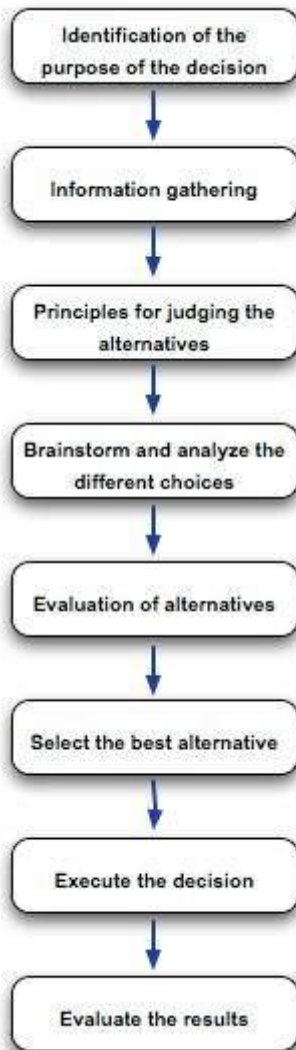 Identification of the
purpose of the decision
Information gathering
Principles for judging the
alternatives
Brainstorm and analyze the
different choices
Evaluation of alternatives
Select the best alternative
Execute the decision
Evaluate the results